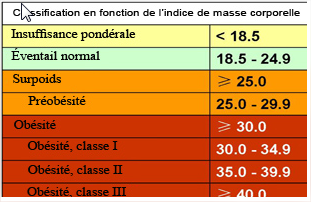 Classification en fonction de l'indice de masse corporelle
Insuffisance pondérale < 18.5
Éventail normal 18.5 - 24.9
Surpoids ⩾ 25.0
Préobésité 25.0 - 29.9
Obésité ⩾ 30.0
Obésité, classe I 30.0 - 34.9
Obésité, classe II 35.0 - 39.9
Obésité, classe III ⩾ 40.0